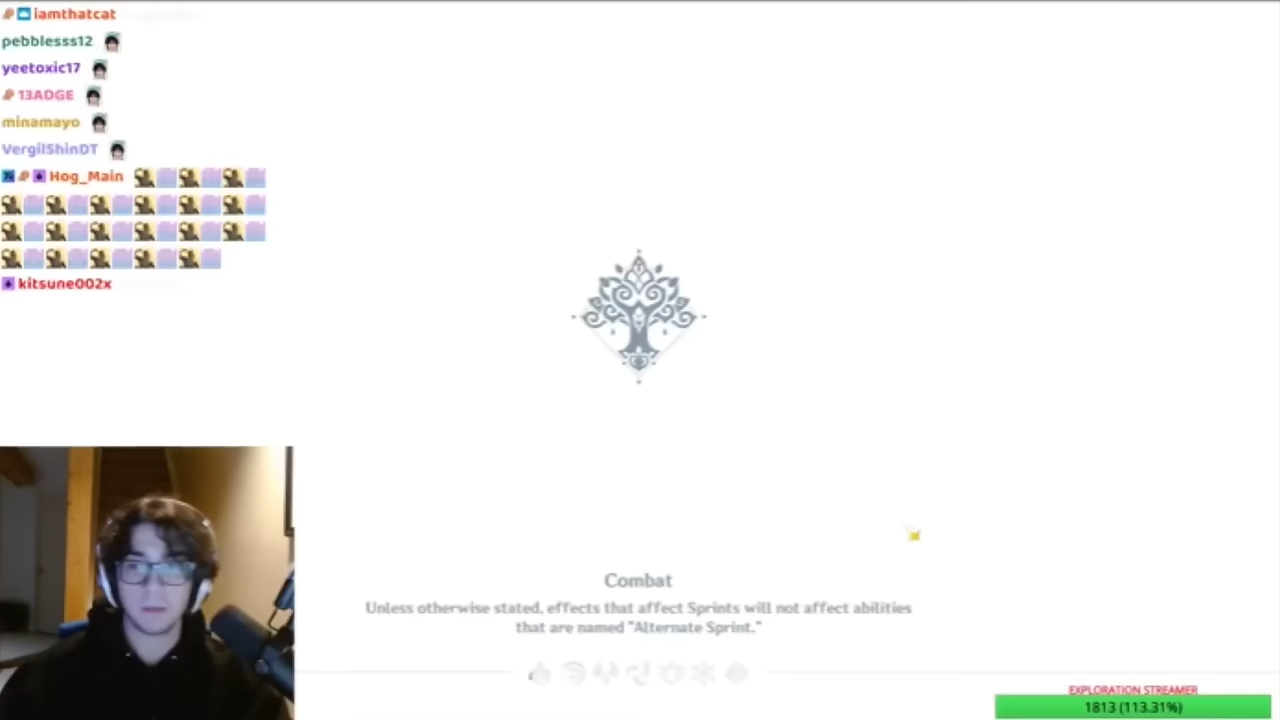 iamthatcat
pebblesss12
yeetoxic17
13ADGE
minamayo
VergilShinDT
Hog_Main
kitsune002x
Combat
Unless otherwise stated, effects that affect Sprints will not affect abilities
that are named "Alternate Sprint."
EXPLORATION STREAMER
1813 (113.31%)